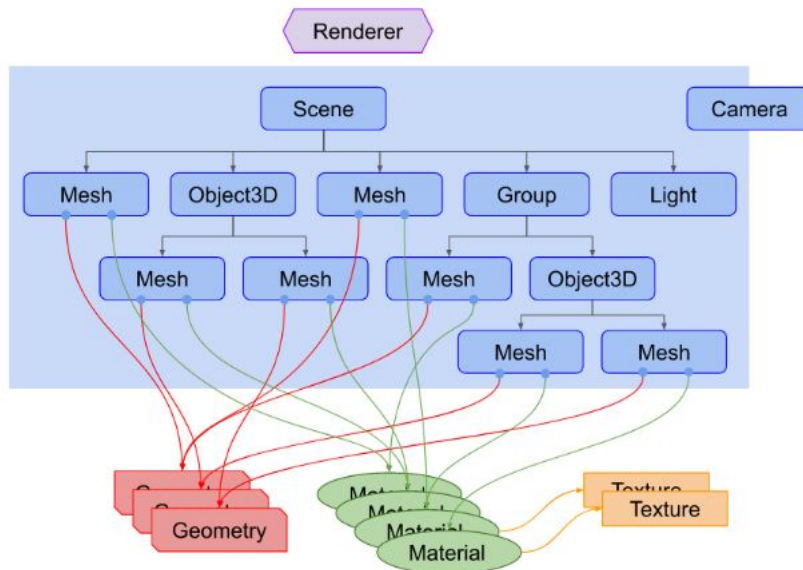 Renderer
Scene
Camera
Mesh
Object3D
Mesh
Group
Light
Mesh
Mesh
Mesh
Object3D
Mesh
Mesh
Geometry
Material
Texture
Texture